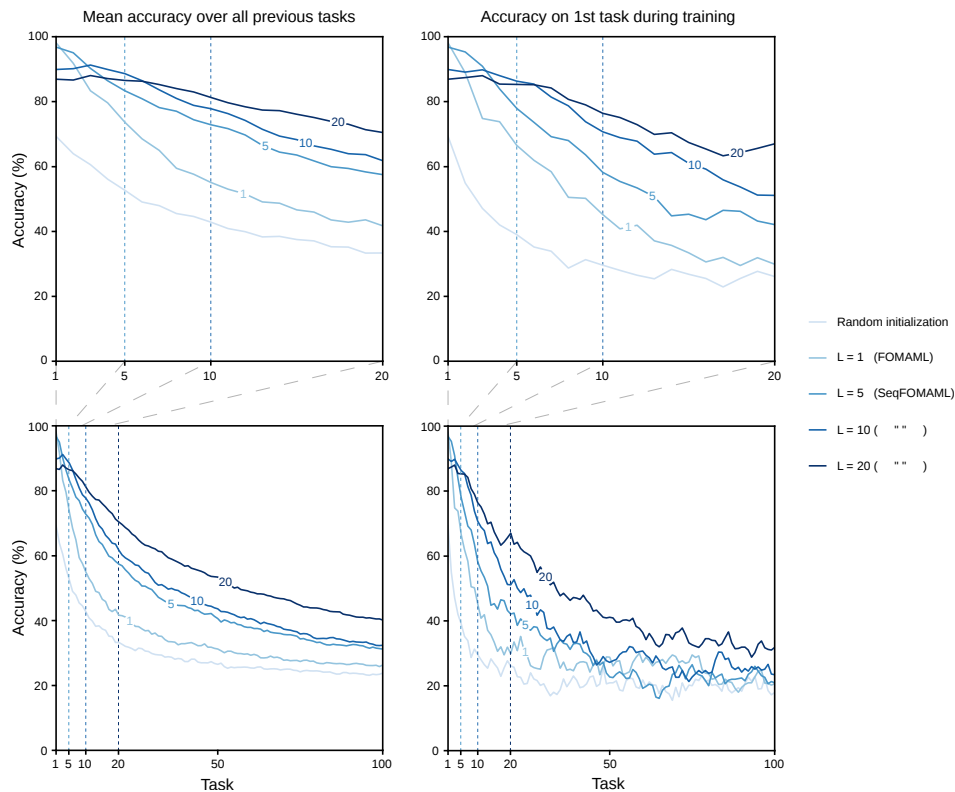 Mean accuracy over all previous tasks
Accuracy on 1st task during training
100
80
60
40
20
0
Accuracy (%)
1 5 10 20
20
10
5
1
100
80
60
40
20
0
1 5 10 20
20
10
5
1
Random initialization
L = 1 (FOMAML)
L = 5 (SeqFOMAML)
L = 10 ( " " )
L = 20 ( " " )
100
80
60
40
20
0
Accuracy (%)
1 5 10 20 50 100
Task
20
10
5
1
100
80
60
40
20
0
1 5 10 20 50 100
Task
20
10
5
1